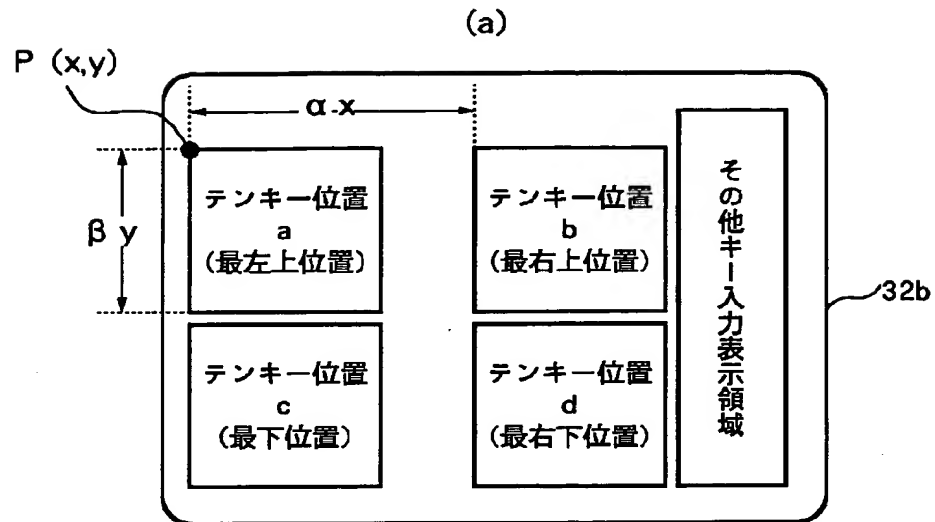 (a)
P (x,y)
α-x
β y
テンキー位置
a
(最左上位置)
テンキー位置
b
(最右上位置)
その他キー入力表示領域
32b
テンキー位置
c
(最下位置)
テンキー位置
d
(最右下位置)